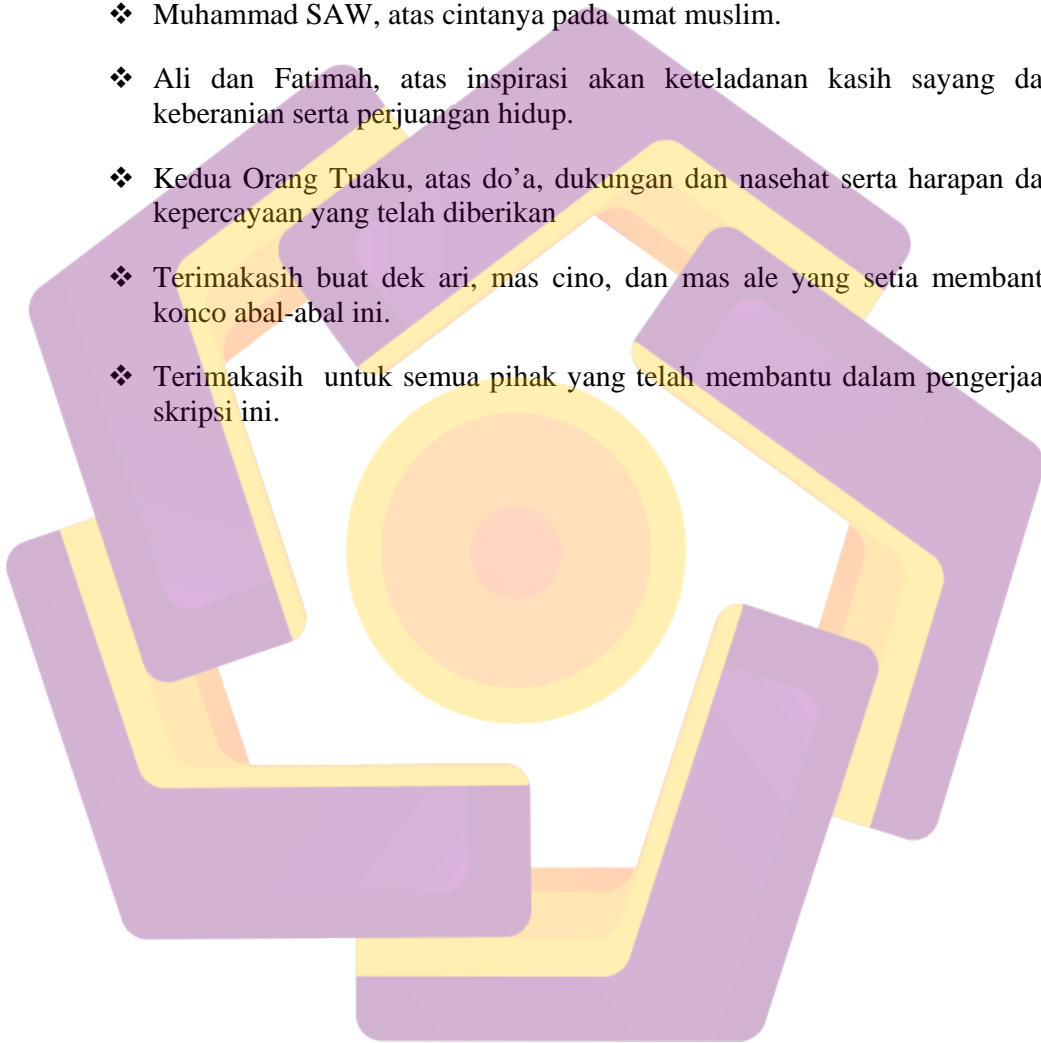 ❖ Muhammad SAW, atas cintanya pada umat muslim.
❖ Ali dan Fatimah, atas inspirasi akan keteladanan kasih sayang da
keberanian serta perjuangan hidup.
❖ Kedua Orang Tuaku, atas do’a, dukungan dan nasehat serta harapan da
kepercayaan yang telah diberikan
❖ Terimakasih buat dek ari, mas cino, dan mas ale yang setia membant
konco abal-abal ini.
❖ Terimakasih untuk semua pihak yang telah membantu dalam pengerjaa
skripsi ini.